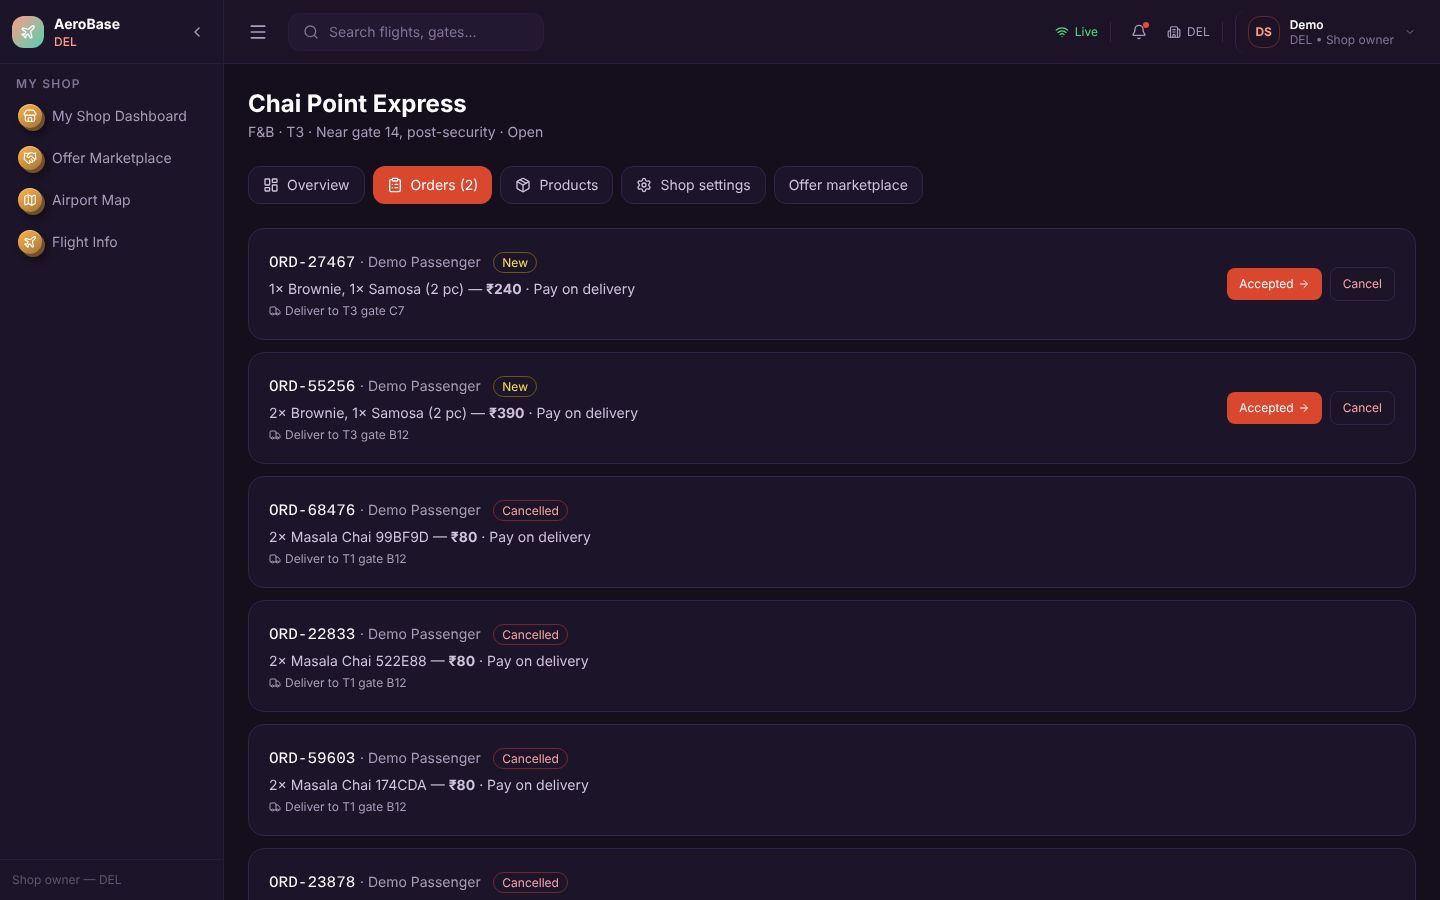 AeroBase
DEL
Search flights, gates...
Live
DEL
DS
Demo
DEL • Shop owner
MY SHOP
My Shop Dashboard
Offer Marketplace
Airport Map
Flight Info
Shop owner — DEL
Chai Point Express
F&B · T3 · Near gate 14, post-security · Open
Overview
Orders (2)
Products
Shop settings
Offer marketplace
ORD-27467 · Demo Passenger New
1× Brownie, 1× Samosa (2 pc) — ₹240 · Pay on delivery
Deliver to T3 gate C7
Accepted →
Cancel
ORD-55256 · Demo Passenger New
2× Brownie, 1× Samosa (2 pc) — ₹390 · Pay on delivery
Deliver to T3 gate B12
Accepted →
Cancel
ORD-68476 · Demo Passenger Cancelled
2× Masala Chai 99BF9D — ₹80 · Pay on delivery
Deliver to T1 gate B12
ORD-22833 · Demo Passenger Cancelled
2× Masala Chai 522E88 — ₹80 · Pay on delivery
Deliver to T1 gate B12
ORD-59603 · Demo Passenger Cancelled
2× Masala Chai 174CDA — ₹80 · Pay on delivery
Deliver to T1 gate B12
ORD-23878 · Demo Passenger Cancelled